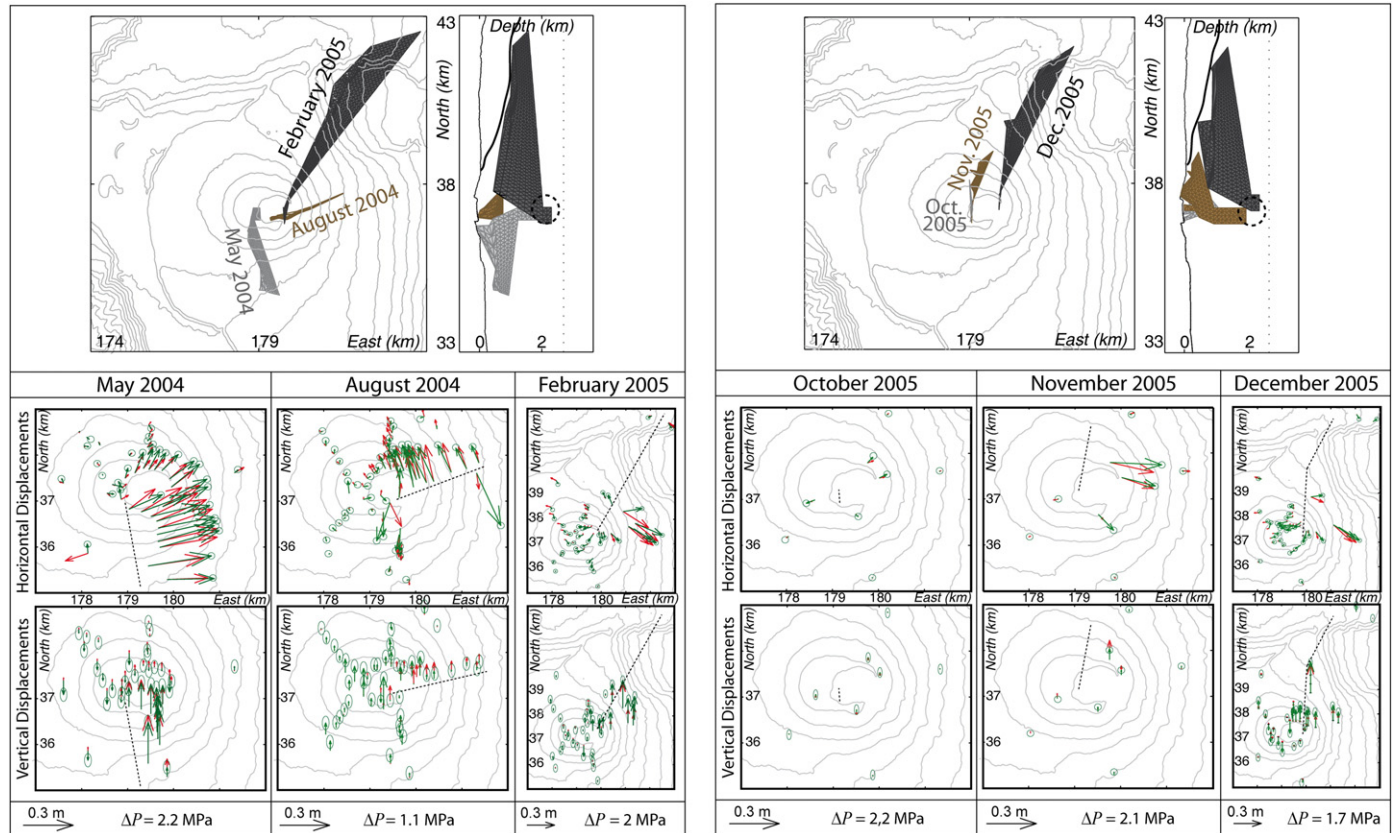 43
Depth (km)
February 2005
North (km)
38
August 2004
May 2004
33
174
179
East (km)
0
2
May 2004
August 2004
February 2005
Horizontal Displacements
North (km)
37
36
178
179
180
North (km)
37
36
178
179
180
East (km)
North (km)
39
38
37
36
178
180
Vertical Displacements
North (km)
37
36
North (km)
37
36
North (km)
39
38
37
36
0.3 m
ΔP = 2.2 MPa
0.3 m
ΔP = 1.1 MPa
0.3 m
ΔP = 2 MPa
43
Depth (km)
North (km)
Nov. 2005
Dec. 2005
38
Oct.
2005
33
174
179
East (km)
0
2
October 2005
November 2005
December 2005
Horizontal Displacements
North (km)
37
36
178
179
180
North (km)
37
36
178
179
180
East (km)
North (km)
39
38
37
36
178
180
East (km)
Vertical Displacements
North (km)
37
36
North (km)
37
36
North (km)
39
38
37
36
0.3 m
ΔP = 2,2 MPa
0.3 m
ΔP = 2.1 MPa
0.3 m
ΔP = 1.7 MPa